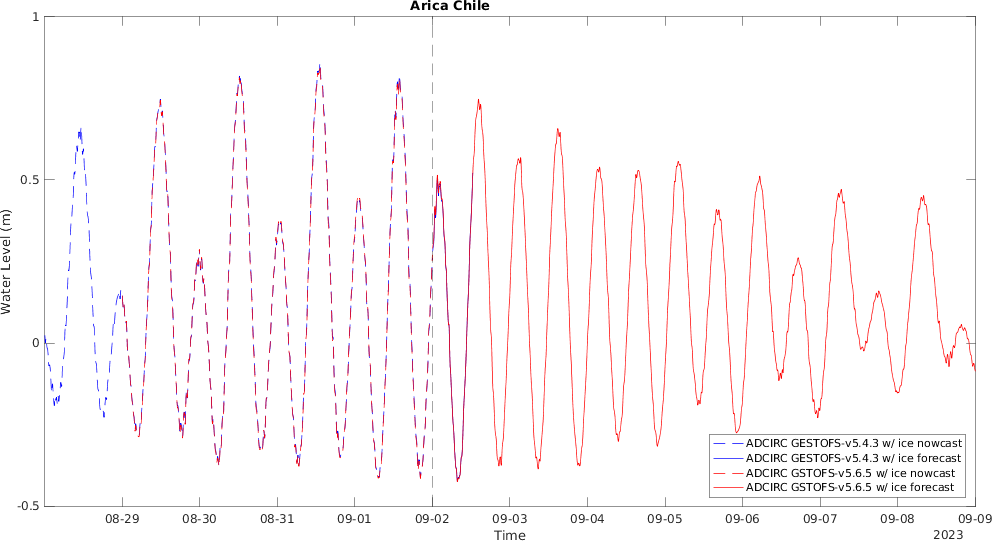 Arica Chile
1
0.5
0
-0.5
Water Level (m)
ADCIRC GESTOFS-v5.4.3 w/ ice nowcast
ADCIRC GESTOFS-v5.4.3 w/ ice forecast
ADCIRC GSTOFS-v5.6.5 w/ ice nowcast
ADCIRC GSTOFS-v5.6.5 w/ ice forecast
08-29 08-30 08-31 09-01 09-02 09-03 09-04 09-05 09-06 09-07 09-08 09-09
Time
2023